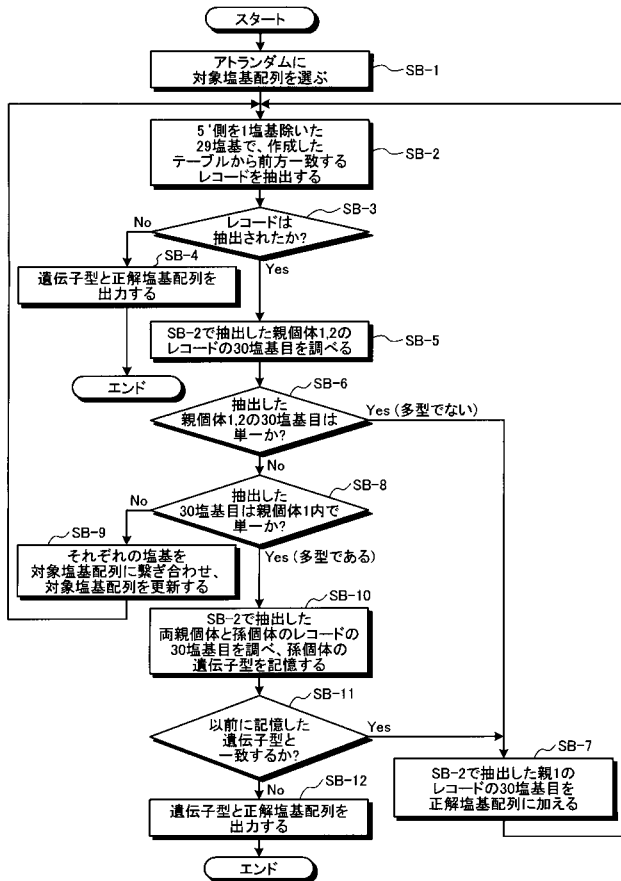 スタート
アトランダムに
対象塩基配列を選ぶ
SB-1
5'側を1塩基除いた
29塩基で、作成した
テーブルから前方一致する
レコードを抽出する
SB-2
レコードは
抽出されたか?
SB-3
No
Yes
SB-4
遺伝子型と正解塩基配列を
出力する
エンド
SB-2で抽出した親個体1,2の
レコードの30塩基目を調べる
SB-5
SB-6
抽出した
親個体1,2の30塩基目は
単一か?
Yes (多型でない)
No
SB-8
抽出した
30塩基目は親個体1内で
単一か?
No
Yes (多型である)
SB-9
それぞれの塩基を
対象塩基配列に繋ぎ合わせ、
対象塩基配列を更新する
SB-10
SB-2で抽出した
両親個体と孫個体のレコードの
30塩基目を調べ、孫個体の
遺伝子型を記憶する
SB-11
以前に記憶した
遺伝子型と
一致するか?
Yes
No
SB-7
SB-2で抽出した親1の
レコードの30塩基目を
正解塩基配列に加える
SB-12
遺伝子型と正解塩基配列を
出力する
エンド